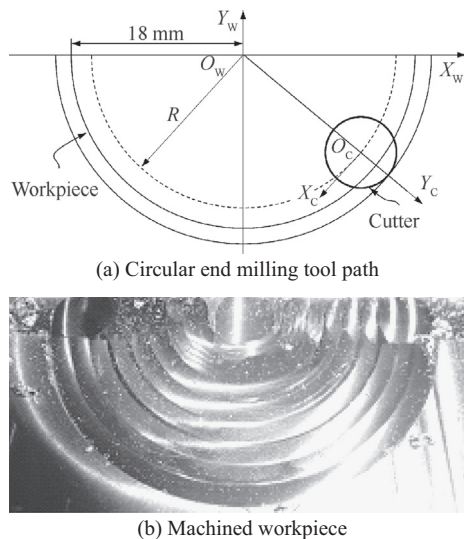 Y_W
18 mm
O_W
X_W
R
O_C
Workpiece
X_C
Y_C
Cutter
(a) Circular end milling tool path
(b) Machined workpiece